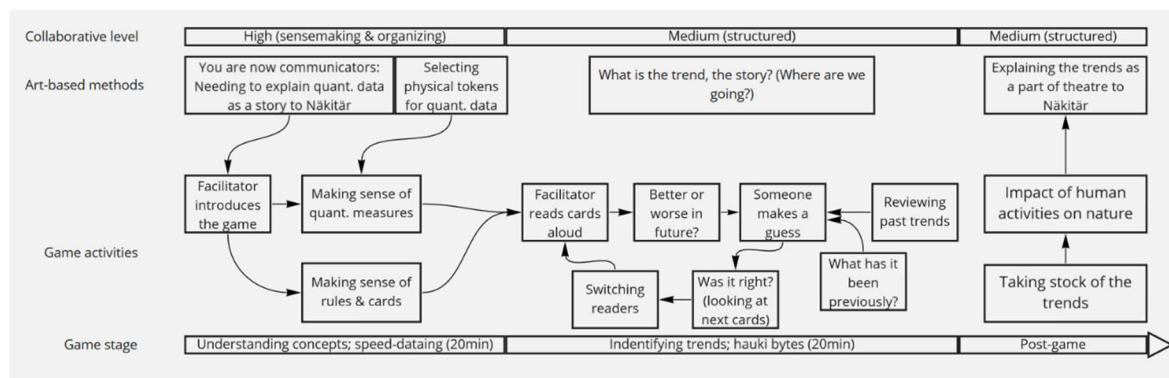 Collaborative level
High (sensemaking & organizing)
Medium (structured)
Medium (structured)
Art-based methods
You are now communicators:
Needing to explain quant. data
as a story to Näkitär
Selecting
physical tokens
for quant. data
What is the trend, the story? (Where are we
going?)
Explaining the trends as
a part of theatre to
Näkitär
Game activities
Facilitator
introduces
the game
Making sense of
quant. measures
Making sense of
rules & cards
Facilitator
reads cards
aloud
Better or
worse in
future?
Someone
makes a
guess
Reviewing
past trends
What has it
been
previously?
Was it right?
(looking at
next cards)
Switching
readers
Impact of human
activities on nature
Taking stock of the
trends
Game stage
Understanding concepts; speed-dataing (20min)
Indentifying trends; hauki bytes (20min)
Post-game